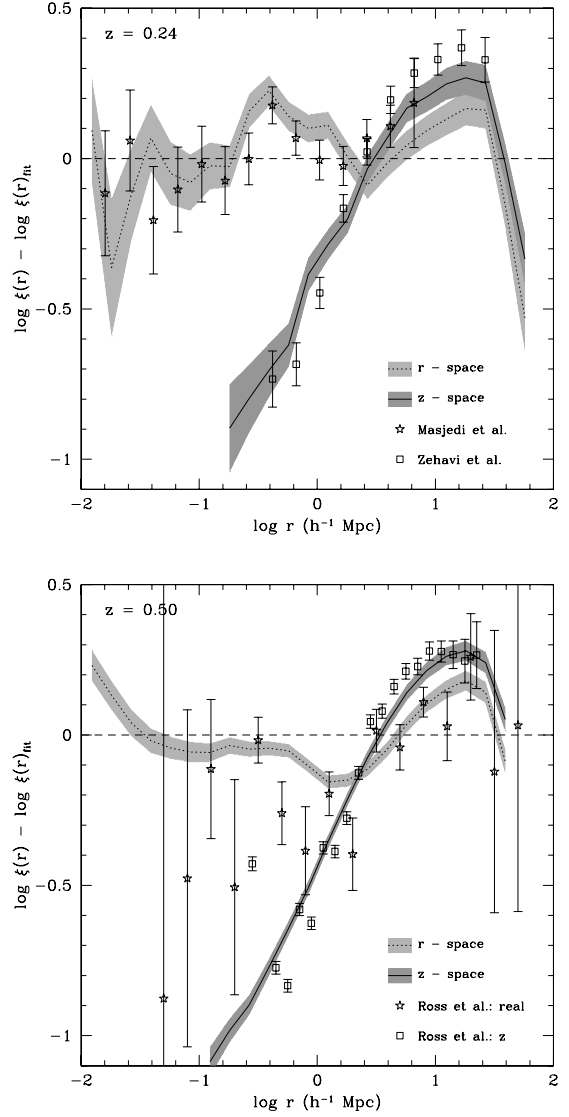 0.5
z = 0.24
0
−0.5
−1
log ξ(r) − log ξ(r)fit
r − space
z − space
Masjedi et al.
Zehavi et al.
−2 −1 0 1 2
log r (h⁻¹ Mpc)
0.5
z = 0.50
0
−0.5
−1
log ξ(r) − log ξ(r)fit
r − space
z − space
Ross et al.: real
Ross et al.: z
−2 −1 0 1 2
log r (h⁻¹ Mpc)